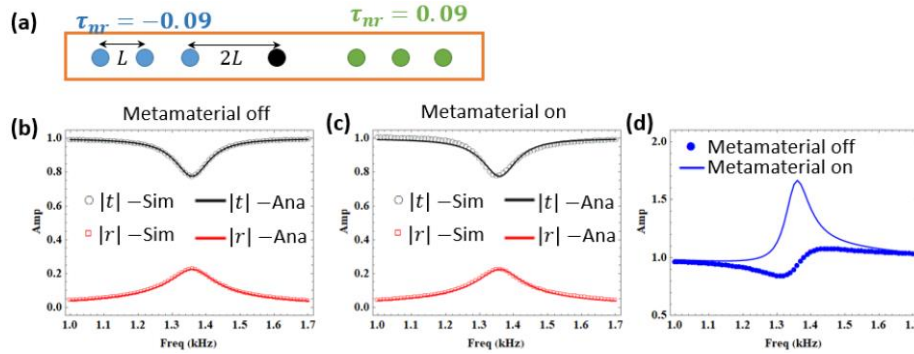 (a)
τnr = −0.09
τnr = 0.09
L
2L
(b)
Metamaterial off
1.0
0.8
0.6
0.4
0.2
0.0
Amp
|t| −Sim
|t| −Ana
|r| −Sim
|r| −Ana
1.0 1.1 1.2 1.3 1.4 1.5 1.6 1.7
Freq (kHz)
(c)
Metamaterial on
1.0
0.8
0.6
0.4
0.2
0.0
Amp
|t| −Sim
|t| −Ana
|r| −Sim
|r| −Ana
1.0 1.1 1.2 1.3 1.4 1.5 1.6 1.7
Freq (kHz)
(d)
2.0
1.5
1.0
0.5
Amp
Metamaterial off
Metamaterial on
1.0 1.1 1.2 1.3 1.4 1.5 1.6
Freq (kHz)